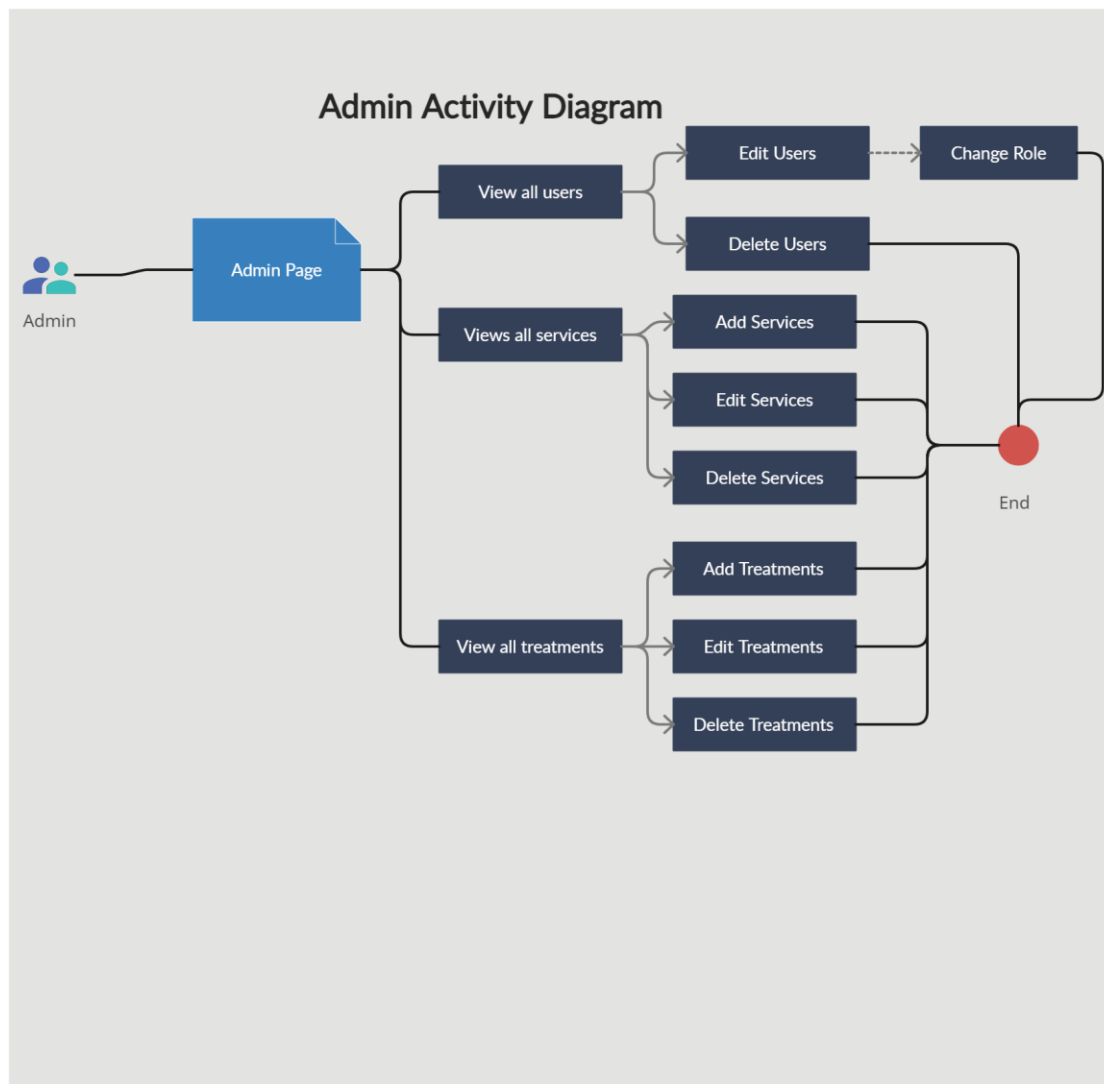 Admin Activity Diagram
Edit Users
Change Role
View all users
Delete Users
Admin Page
Admin
Add Services
Views all services
Edit Services
Delete Services
End
Add Treatments
View all treatments
Edit Treatments
Delete Treatments